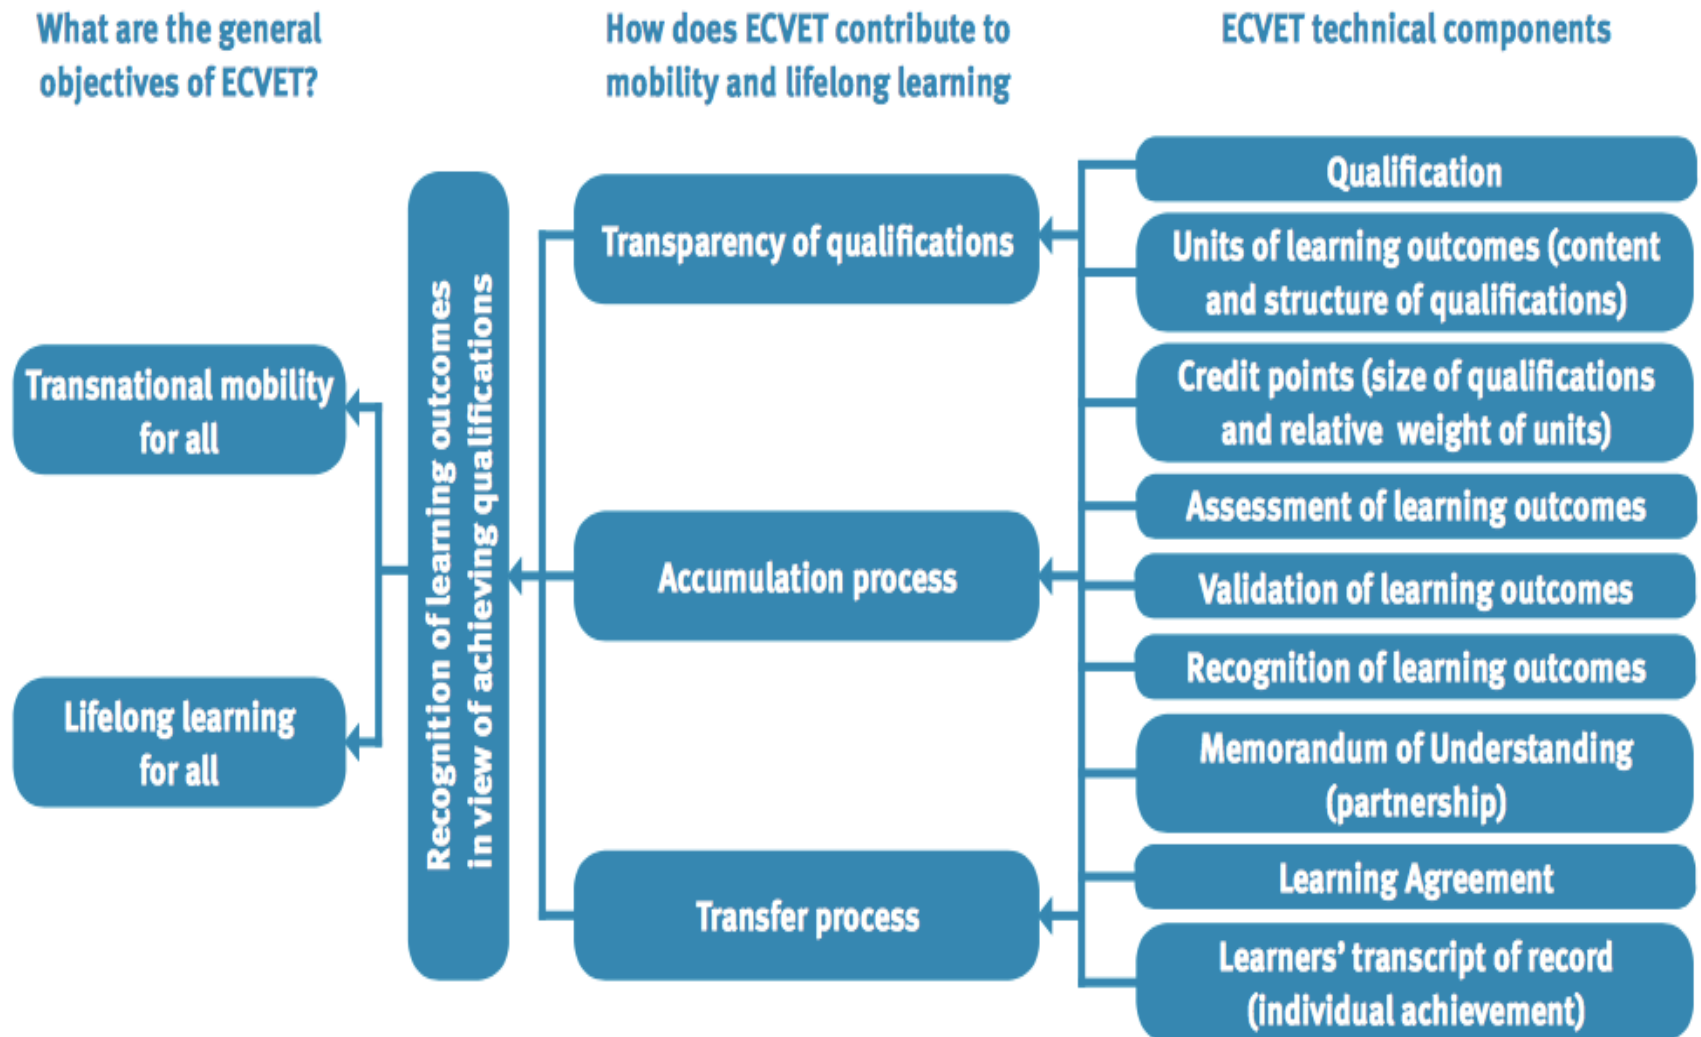 What are the general
objectives of ECVET?
How does ECVET contribute to
mobility and lifelong learning
ECVET technical components
Transnational mobility
for all
Lifelong learning
for all
Recognition of learning outcomes
in view of achieving qualifications
Transparency of qualifications
Accumulation process
Transfer process
Qualification
Units of learning outcomes (content
and structure of qualifications)
Credit points (size of qualifications
and relative weight of units)
Assessment of learning outcomes
Validation of learning outcomes
Recognition of learning outcomes
Memorandum of Understanding
(partnership)
Learning Agreement
Learners’ transcript of record
(individual achievement)